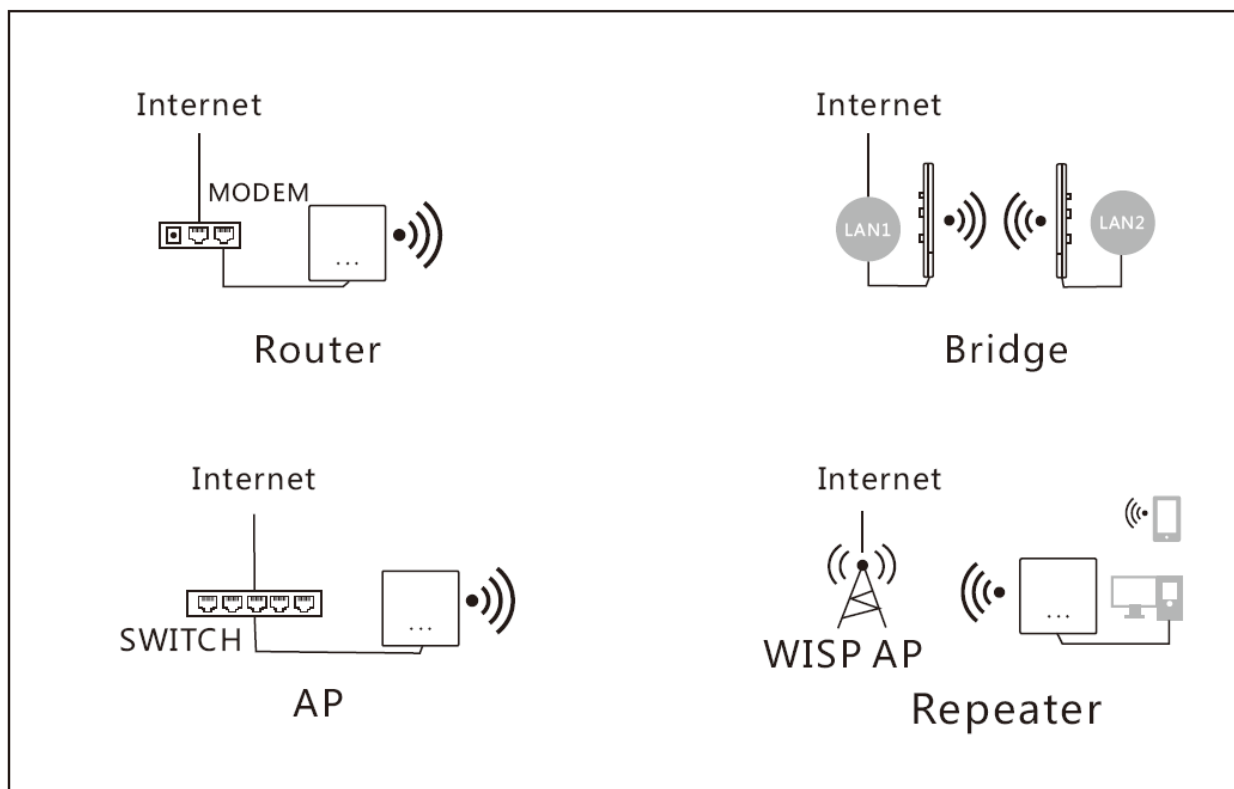 Internet
MODEM
Router
Internet
LAN1
LAN2
Bridge
Internet
SWITCH
AP
Internet
WISP AP
Repeater